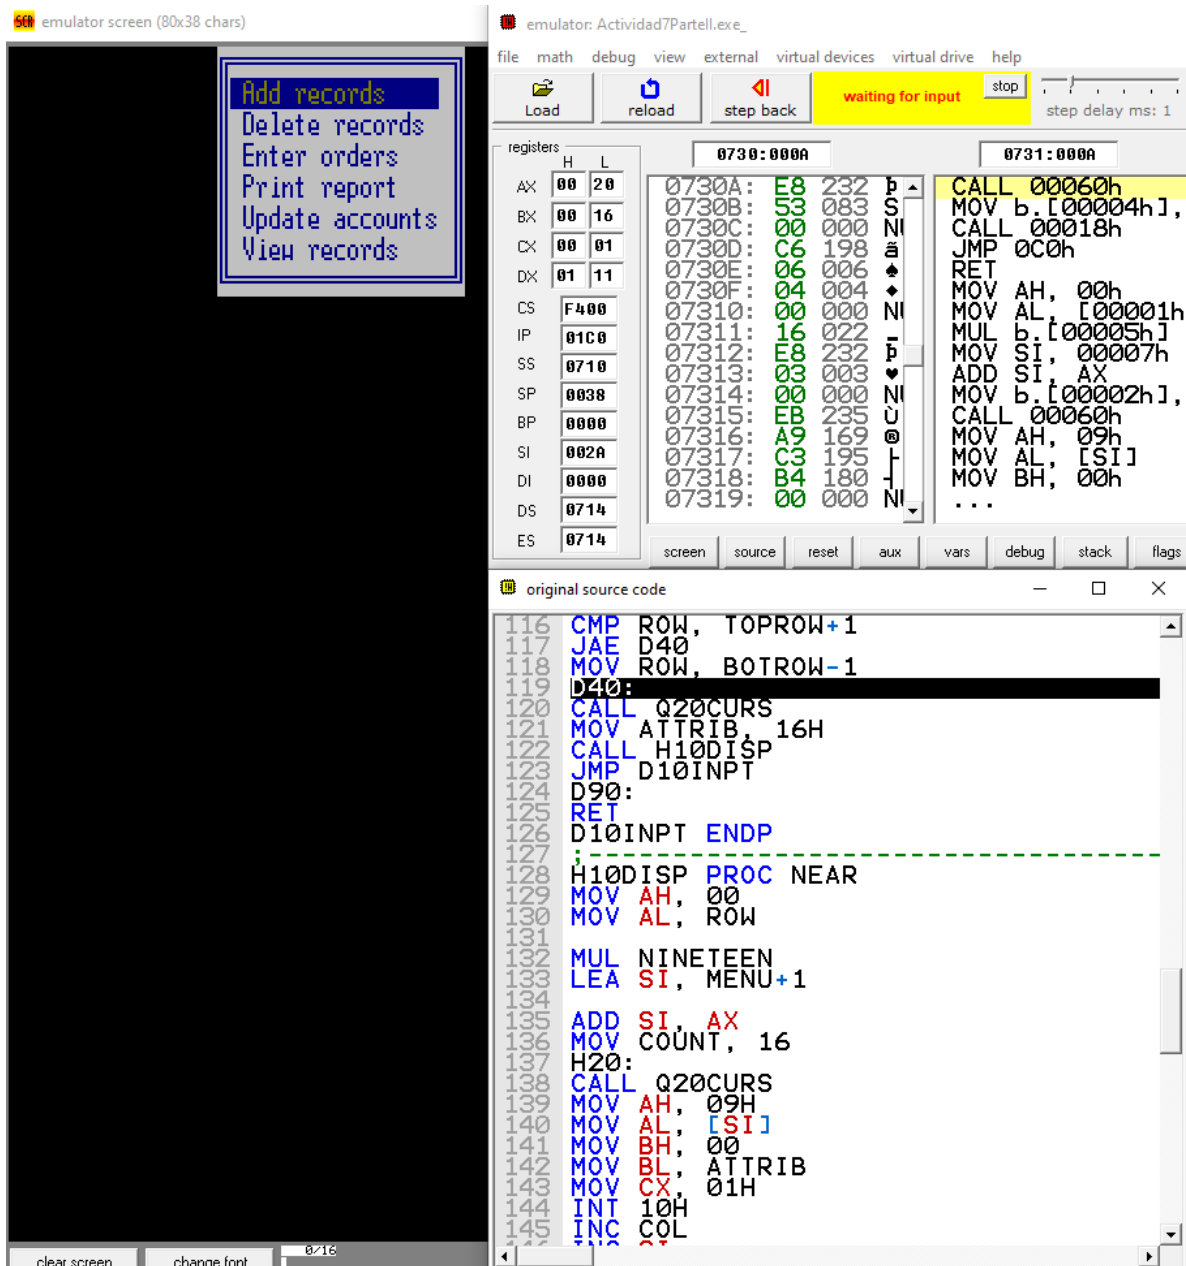 emulator screen (80x38 chars)
Add records
Delete records
Enter orders
Print report
Update accounts
View records
clear screen change font 0/16
emulator: Actividad7PartelI.exe_
file math debug view external virtual devices virtual drive help
Load reload step back waiting for input stop step delay ms: 1
registers H L
AX 00 20
BX 00 16
CX 00 01
DX 01 11
CS F400
IP 01C0
SS 0710
SP 0038
BP 0000
SI 002A
DI 0000
DS 0714
ES 0714
0730:000A 0731:000A
0730A: E8 232 þ
0730B: 53 083 S
0730C: 00 000 NU
0730D: C6 198 ã
0730E: 06 006 ♠
0730F: 04 004 ♦
07310: 00 000 NU
07311: 16 022 _
07312: E8 232 þ
07313: 03 003 ♥
07314: 00 000 NU
07315: EB 235 Ù
07316: A9 169 ®
07317: C3 195 ├
07318: B4 180 ┤
07319: 00 000 NU
CALL 00060h
MOV b.[00004h],
CALL 00018h
JMP 0C0h
RET
MOV AH, 00h
MOV AL, [00001h
MUL b.[00005h]
MOV SI, 00007h
ADD SI, AX
MOV b.[00002h],
CALL 00060h
MOV AH, 09h
MOV AL, [SI]
MOV BH, 00h
...
screen source reset aux vars debug stack flags
original source code
116 CMP ROW, TOPROW+1
117 JAE D40
118 MOV ROW, BOTROW-1
119 D40:
120 CALL Q20CURS
121 MOV ATTRIB, 16H
122 CALL H10DISP
123 JMP D10INPT
124 D90:
125 RET
126 D10INPT ENDP
127 ;-----------------------------------
128 H10DISP PROC NEAR
129 MOV AH, 00
130 MOV AL, ROW
131
132 MUL NINETEEN
133 LEA SI, MENU+1
134
135 ADD SI, AX
136 MOV COUNT, 16
137 H20:
138 CALL Q20CURS
139 MOV AH, 09H
140 MOV AL, [SI]
141 MOV BH, 00
142 MOV BL, ATTRIB
143 MOV CX, 01H
144 INT 10H
145 INC COL